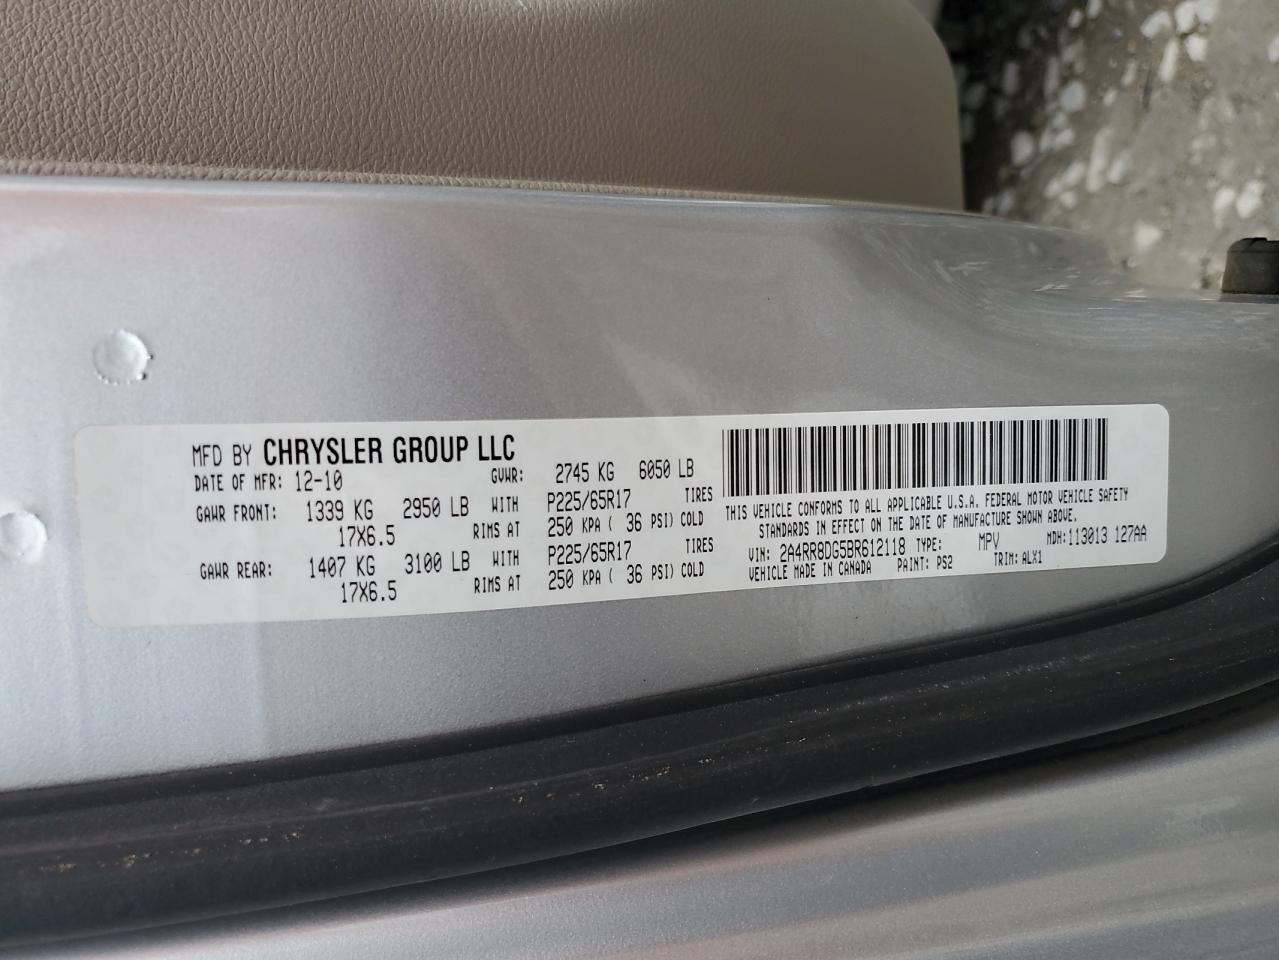 MFD BY CHRYSLER GROUP LLC
DATE OF MFR: 12-10 GVWR: 2745 KG 6050 LB
GAWR FRONT: 1339 KG 2950 LB WITH P225/65R17 TIRES
17X6.5 RIMS AT 250 KPA ( 36 PSI) COLD
GAWR REAR: 1407 KG 3100 LB WITH P225/65R17 TIRES
17X6.5 RIMS AT 250 KPA ( 36 PSI) COLD
THIS VEHICLE CONFORMS TO ALL APPLICABLE U.S.A. FEDERAL MOTOR VEHICLE SAFETY
STANDARDS IN EFFECT ON THE DATE OF MANUFACTURE SHOWN ABOVE.
VIN: 2A4RR8DG5BR612118 TYPE: MPV MDH:113013 127AA
VEHICLE MADE IN CANADA PAINT: PS2 TRIM: ALX1